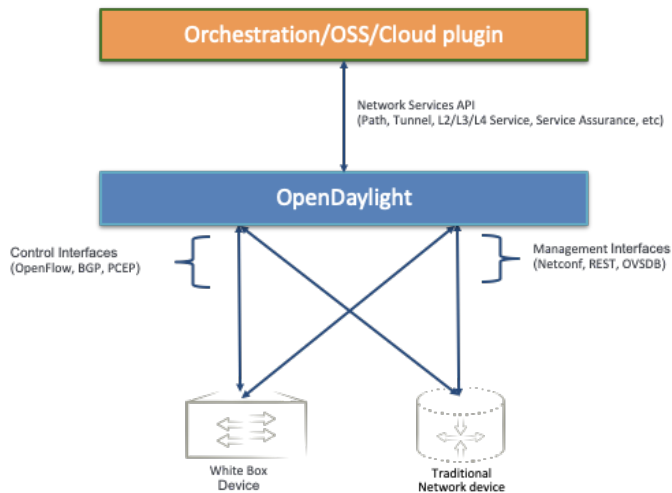 Orchestration/OSS/Cloud plugin
Network Services API
(Path, Tunnel, L2/L3/L4 Service, Service Assurance, etc)
OpenDaylight
Control Interfaces
(OpenFlow, BGP, PCEP)
Management Interfaces
(Netconf, REST, OVSDB)
White Box
Device
Traditional
Network device